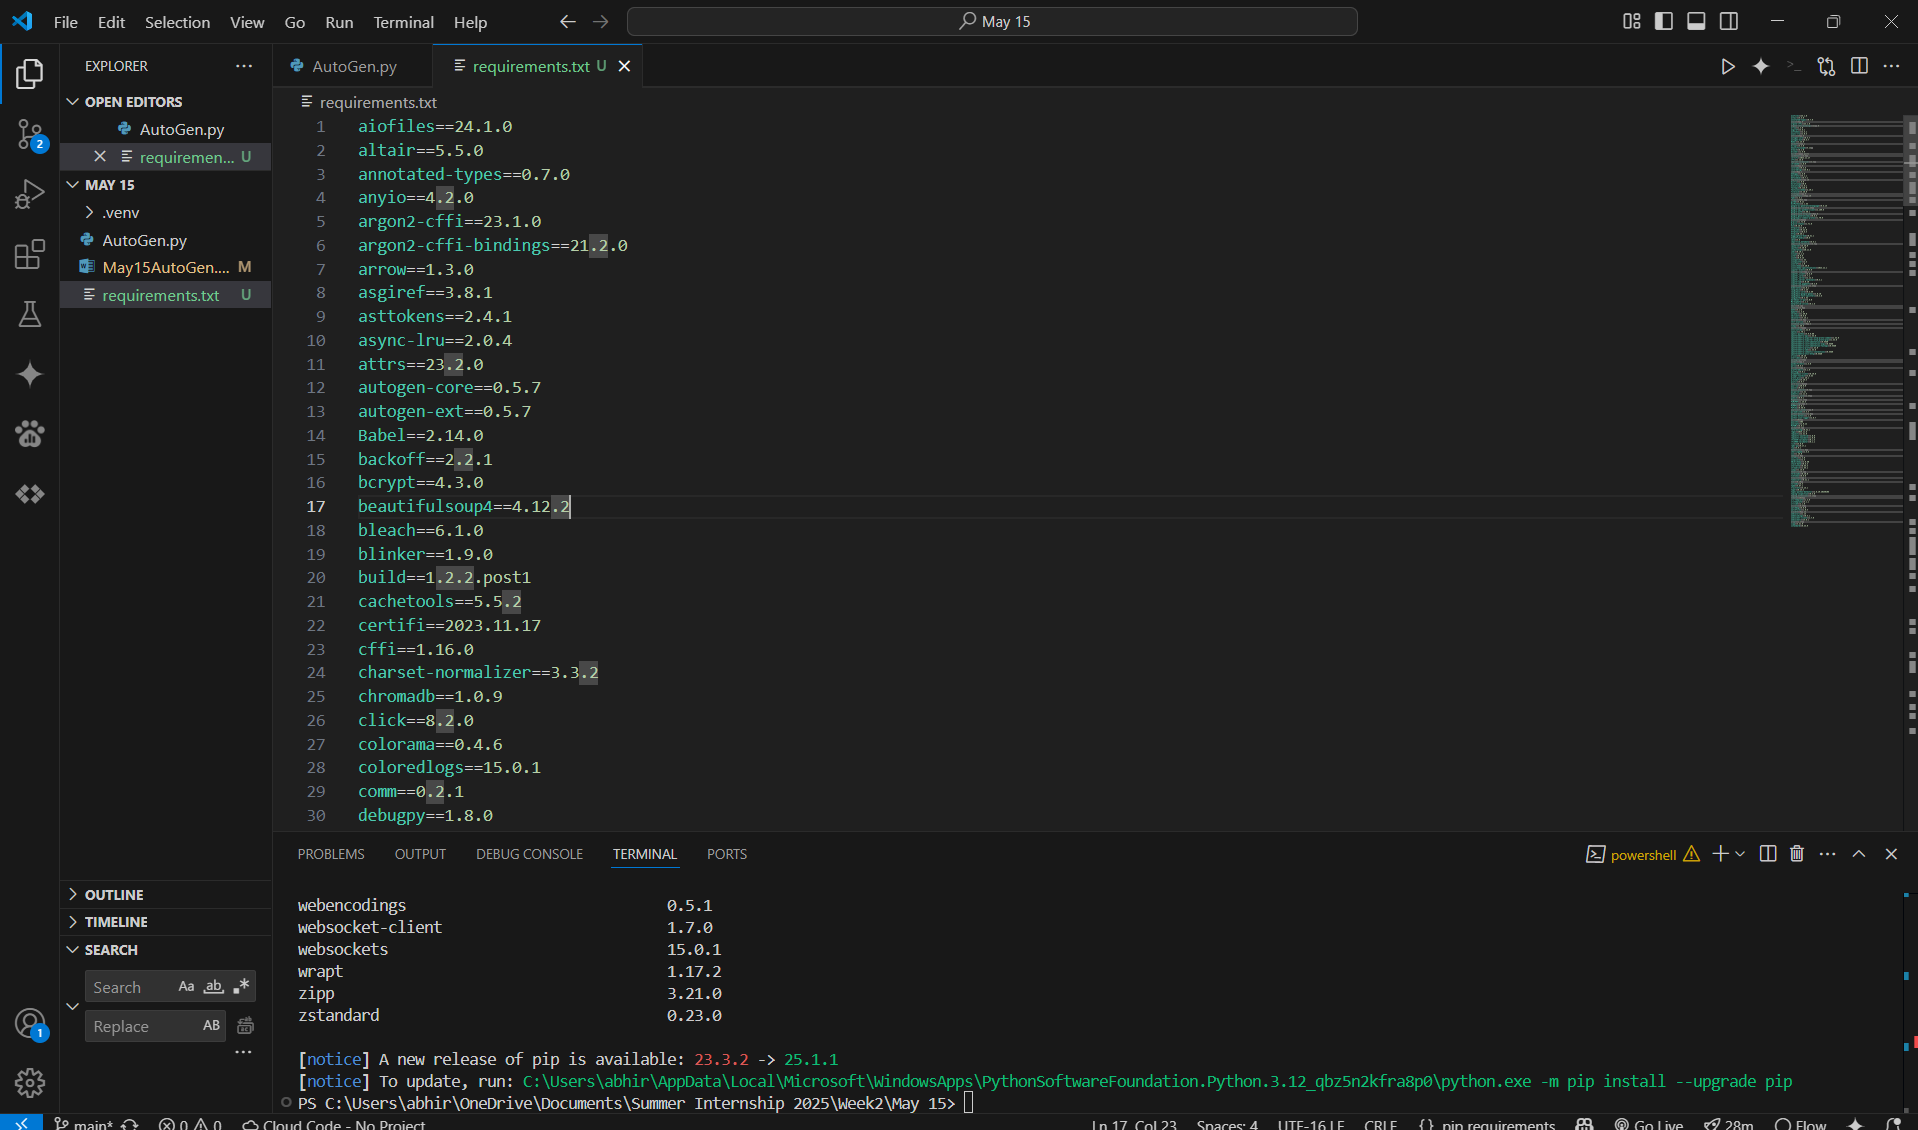 File Edit Selection View Go Run Terminal Help
May 15
EXPLORER
OPEN EDITORS
AutoGen.py
requiremen... U
MAY 15
.venv
AutoGen.py
May15AutoGen.... M
requirements.txt U
OUTLINE
TIMELINE
SEARCH
Search Aa ab
Replace AB
2
1
AutoGen.py
requirements.txt U
requirements.txt
1 aiofiles==24.1.0
2 altair==5.5.0
3 annotated-types==0.7.0
4 anyio==4.2.0
5 argon2-cffi==23.1.0
6 argon2-cffi-bindings==21.2.0
7 arrow==1.3.0
8 asgiref==3.8.1
9 asttokens==2.4.1
10 async-lru==2.0.4
11 attrs==23.2.0
12 autogen-core==0.5.7
13 autogen-ext==0.5.7
14 Babel==2.14.0
15 backoff==2.2.1
16 bcrypt==4.3.0
17 beautifulsoup4==4.12.2
18 bleach==6.1.0
19 blinker==1.9.0
20 build==1.2.2.post1
21 cachetools==5.5.2
22 certifi==2023.11.17
23 cffi==1.16.0
24 charset-normalizer==3.3.2
25 chromadb==1.0.9
26 click==8.2.0
27 colorama==0.4.6
28 coloredlogs==15.0.1
29 comm==0.2.1
30 debugpy==1.8.0
PROBLEMS OUTPUT DEBUG CONSOLE TERMINAL PORTS
powershell
webencodings 0.5.1
websocket-client 1.7.0
websockets 15.0.1
wrapt 1.17.2
zipp 3.21.0
zstandard 0.23.0
[notice] A new release of pip is available: 23.3.2 -> 25.1.1
[notice] To update, run: C:\Users\abhir\AppData\Local\Microsoft\WindowsApps\PythonSoftwareFoundation.Python.3.12_qbz5n2kfra8p0\python.exe -m pip install --upgrade pip
PS C:\Users\abhir\OneDrive\Documents\Summer Internship 2025\Week2\May 15>
main* 0 0 Cloud Code - No Project Ln 17, Col 23 Spaces: 4 UTF-16 LE CRLF {} pip requirements Go Live 28m Flow